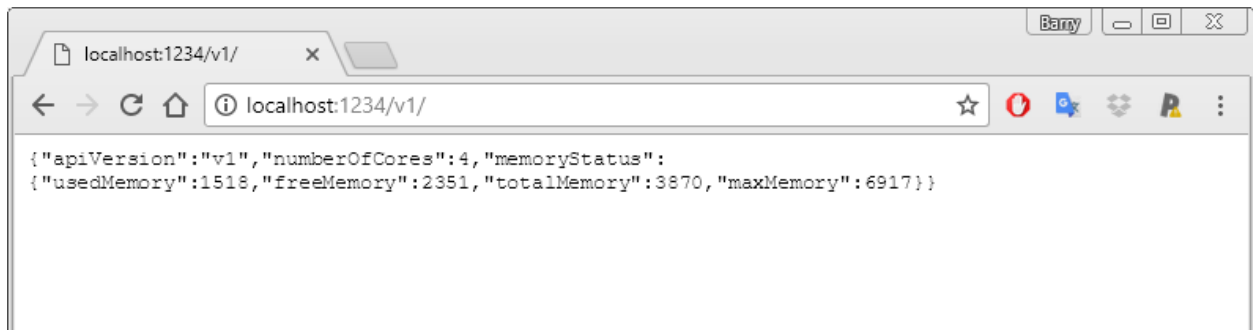 Barry
localhost:1234/v1/
localhost:1234/v1/
{"apiVersion":"v1","numberOfCores":4,"memoryStatus":
{"usedMemory":1518,"freeMemory":2351,"totalMemory":3870,"maxMemory":6917}}